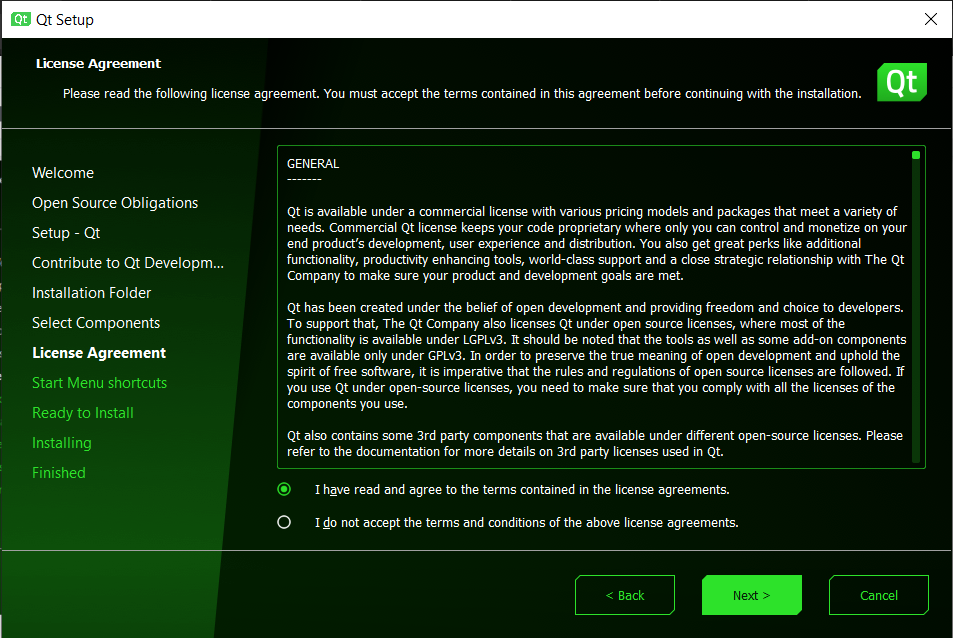 Qt Qt Setup
License Agreement
Please read the following license agreement. You must accept the terms contained in this agreement before continuing with the installation.
Qt
Welcome
Open Source Obligations
Setup - Qt
Contribute to Qt Developm...
Installation Folder
Select Components
License Agreement
Start Menu shortcuts
Ready to Install
Installing
Finished
GENERAL
-------
Qt is available under a commercial license with various pricing models and packages that meet a variety of
needs. Commercial Qt license keeps your code proprietary where only you can control and monetize on your
end product’s development, user experience and distribution. You also get great perks like additional
functionality, productivity enhancing tools, world-class support and a close strategic relationship with The Qt
Company to make sure your product and development goals are met.
Qt has been created under the belief of open development and providing freedom and choice to developers.
To support that, The Qt Company also licenses Qt under open source licenses, where most of the
functionality is available under LGPLv3. It should be noted that the tools as well as some add-on components
are available only under GPLv3. In order to preserve the true meaning of open development and uphold the
spirit of free software, it is imperative that the rules and regulations of open source licenses are followed. If
you use Qt under open-source licenses, you need to make sure that you comply with all the licenses of the
components you use.
Qt also contains some 3rd party components that are available under different open-source licenses. Please
refer to the documentation for more details on 3rd party licenses used in Qt.
I have read and agree to the terms contained in the license agreements.
I do not accept the terms and conditions of the above license agreements.
< Back
Next >
Cancel